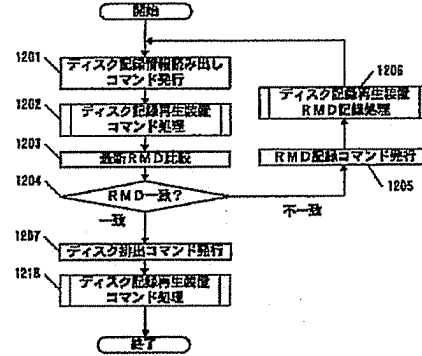 開始
1201
ディスク記録情報読み出し
コマンド発行
1202
ディスク記録再生装置
コマンド処理
1203
最新RMD比較
1204
RMD一致?
一致
不一致
1206
ディスク記録再生装置
RMD記録処理
RMD記録コマンド発行
1205
1207
ディスク排出コマンド発行
1218
ディスク記録再生装置
コマンド処理
終了